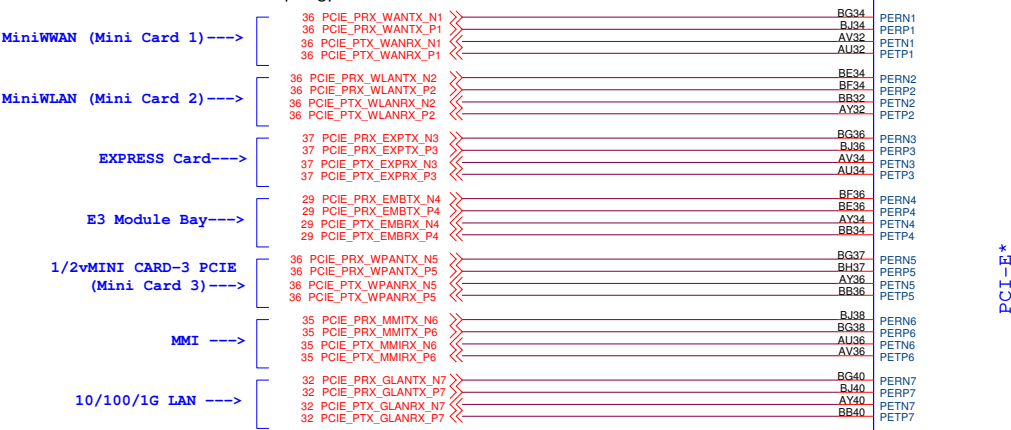 MiniWWAN (Mini Card 1)--->
36 PCIE_PRX_WANTX_N1 BG34 PERN1
36 PCIE_PRX_WANTX_P1 BJ34 PERP1
36 PCIE_PTX_WANRX_N1 AV32 PETN1
36 PCIE_PTX_WANRX_P1 AU32 PETP1
MiniWLAN (Mini Card 2)--->
36 PCIE_PRX_WLANTX_N2 BE34 PERN2
36 PCIE_PRX_WLANTX_P2 BF34 PERP2
36 PCIE_PTX_WLANRX_N2 BB32 PETN2
36 PCIE_PTX_WLANRX_P2 AY32 PETP2
EXPRESS Card--->
37 PCIE_PRX_EXPTX_N3 BG36 PERN3
37 PCIE_PRX_EXPTX_P3 BJ36 PERP3
37 PCIE_PTX_EXPRX_N3 AV34 PETN3
37 PCIE_PTX_EXPRX_P3 AU34 PETP3
E3 Module Bay--->
29 PCIE_PRX_EMBTX_N4 BF36 PERN4
29 PCIE_PRX_EMBTX_P4 BE36 PERP4
29 PCIE_PTX_EMBRX_N4 AY34 PETN4
29 PCIE_PTX_EMBRX_P4 BB34 PETP4
1/2vMINI CARD-3 PCIE
(Mini Card 3)--->
36 PCIE_PRX_WPANTX_N5 BG37 PERN5
36 PCIE_PRX_WPANTX_P5 BH37 PERP5
36 PCIE_PTX_WPANRX_N5 AY36 PETN5
36 PCIE_PTX_WPANRX_P5 BB36 PETP5
MMI --->
35 PCIE_PRX_MMITX_N6 BJ38 PERN6
35 PCIE_PRX_MMITX_P6 BG38 PERP6
35 PCIE_PTX_MMIRX_N6 AU36 PETN6
35 PCIE_PTX_MMIRX_P6 AV36 PETP6
10/100/1G LAN --->
32 PCIE_PRX_GLANTX_N7 BG40 PERN7
32 PCIE_PRX_GLANTX_P7 BJ40 PERP7
32 PCIE_PTX_GLANRX_N7 AY40 PETN7
32 PCIE_PTX_GLANRX_P7 BB40 PETP7
PCI-E*